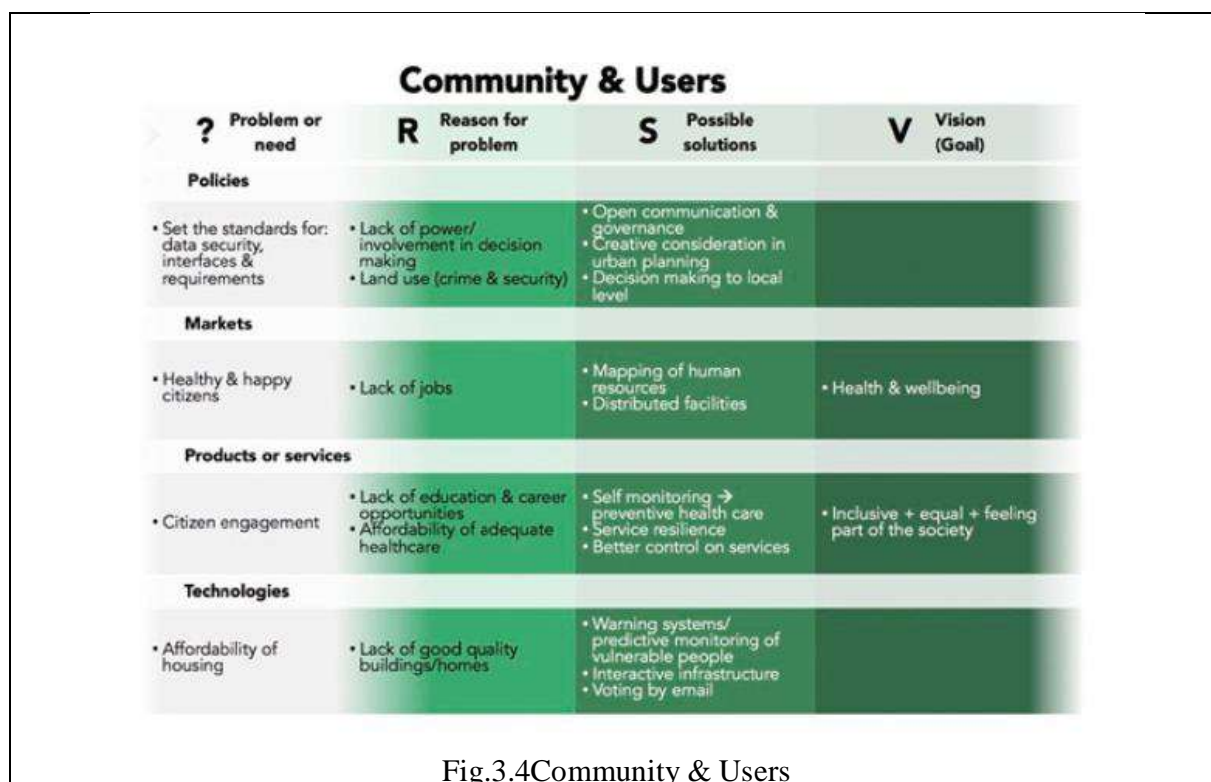 Community & Users
? Problem or
need
R Reason for
problem
S Possible
solutions
V Vision
(Goal)
Policies
• Set the standards for:
data security,
interfaces &
requirements
• Lack of power/
involvement in decision
making
• Land use (crime & security)
• Open communication &
governance
• Creative consideration in
urban planning
• Decision making to local
level
Markets
• Healthy & happy
citizens
• Lack of jobs
• Mapping of human
resources
• Distributed facilities
• Health & wellbeing
Products or services
• Citizen engagement
• Lack of education & career
opportunities
• Affordability of adequate
healthcare
• Self monitoring →
preventive health care
• Service resilience
• Better control on services
• Inclusive + equal + feeling
part of the society
Technologies
• Affordability of
housing
• Lack of good quality
buildings/homes
• Warning systems/
predictive monitoring of
vulnerable people
• Interactive infrastructure
• Voting by email
Fig.3.4Community & Users